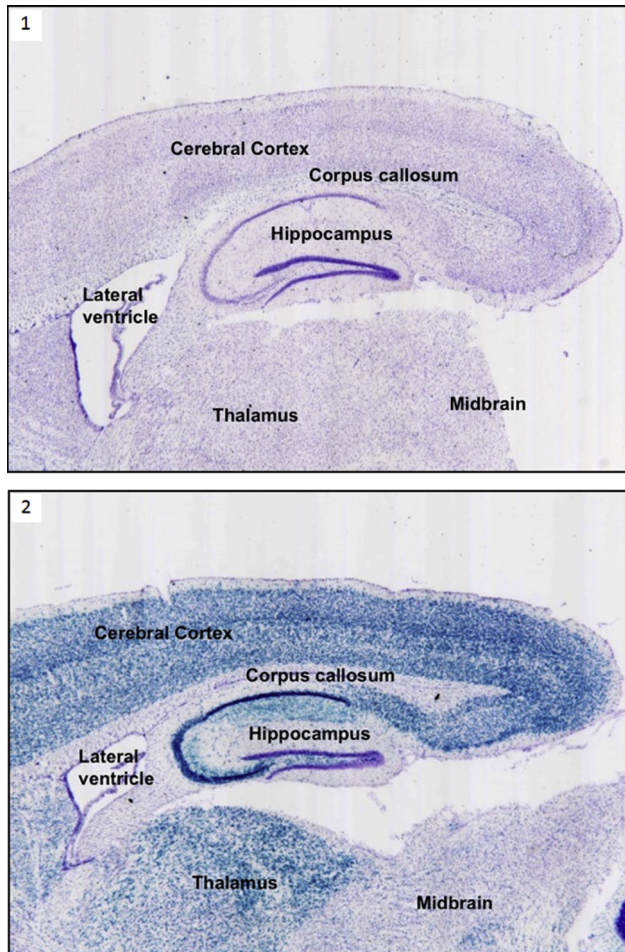 1
Cerebral Cortex
Corpus callosum
Hippocampus
Lateral
ventricle
Thalamus
Midbrain
2
Cerebral Cortex
Corpus callosum
Hippocampus
Lateral
ventricle
Thalamus
Midbrain